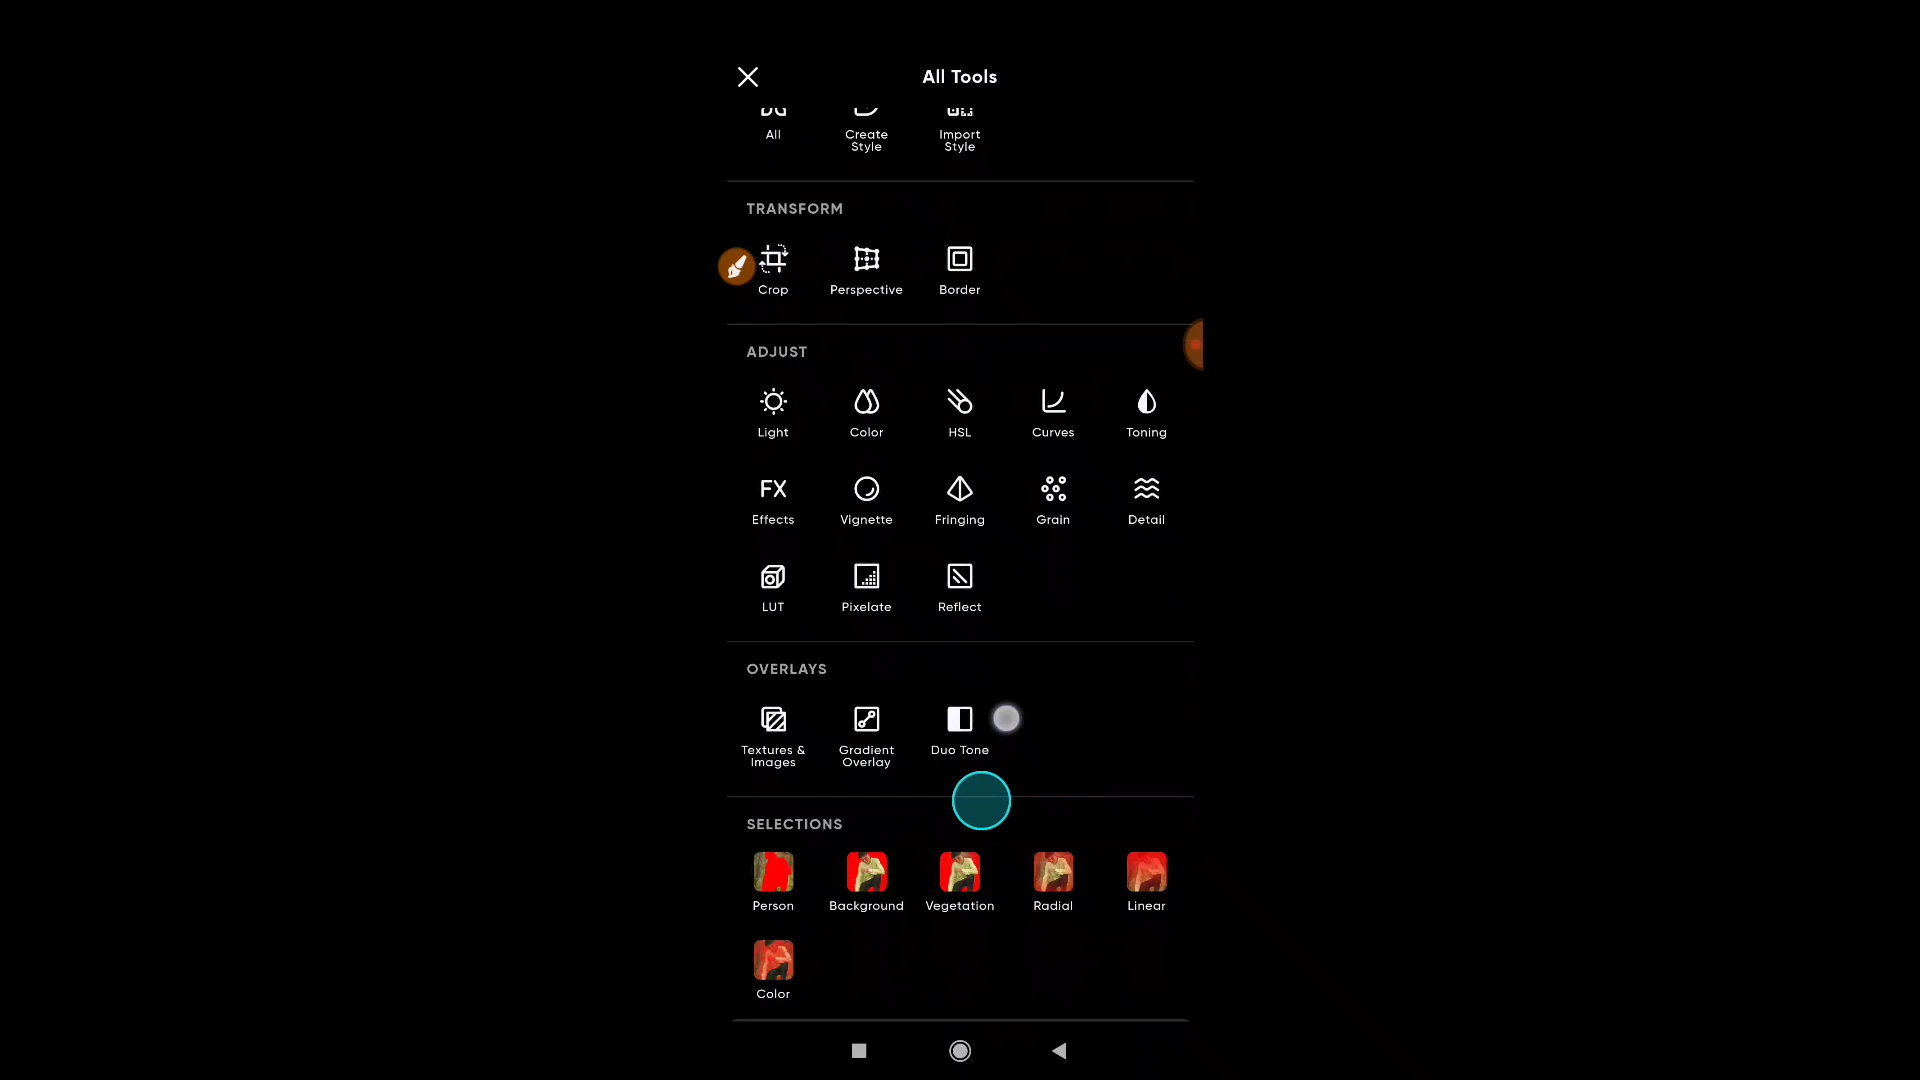 All Tools
All
Create
Style
Import
Style
TRANSFORM
Crop
Perspective
Border
ADJUST
Light
Color
HSL
Curves
Toning
FX
Effects
Vignette
Fringing
Grain
Detail
LUT
Pixelate
Reflect
OVERLAYS
Textures &
Images
Gradient
Overlay
Duo Tone
SELECTIONS
Person
Background
Vegetation
Radial
Linear
Color